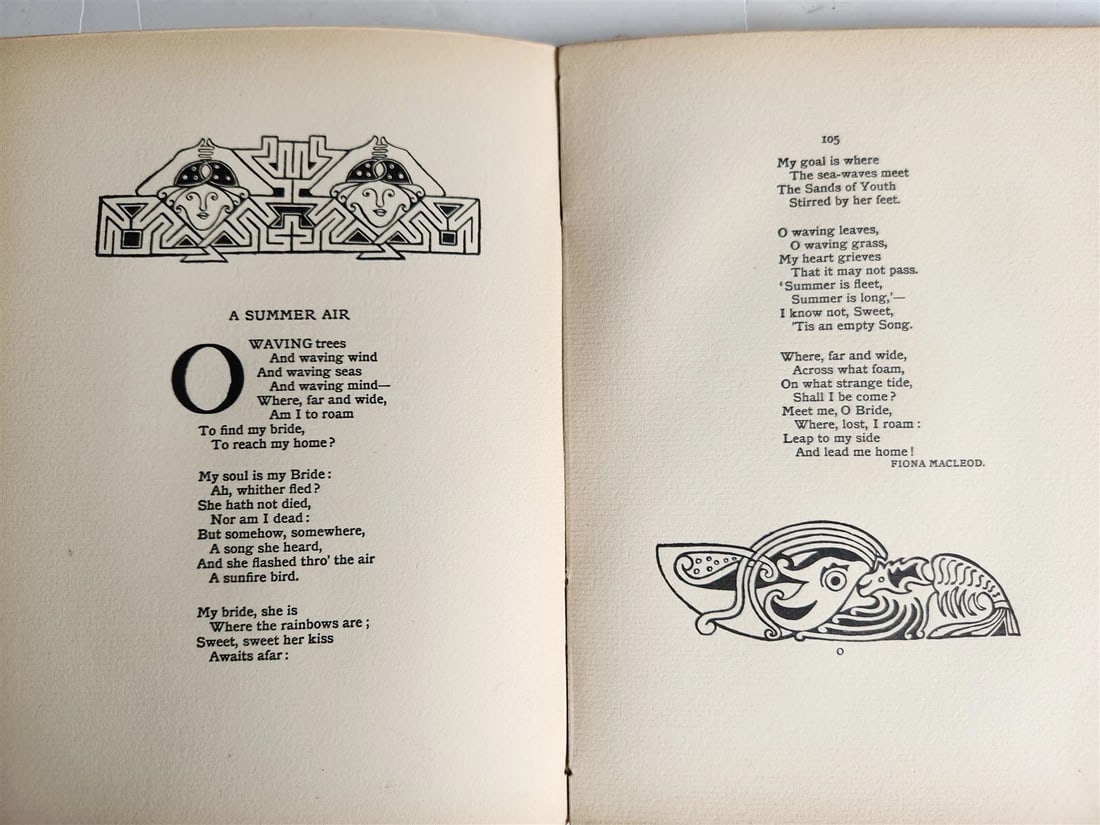 A SUMMER AIR
O WAVING trees
And waving wind
And waving seas
And waving mind—
Where, far and wide,
Am I to roam
To find my bride,
To reach my home?
My soul is my Bride:
Ah, whither fled?
She hath not died,
Nor am I dead:
But somehow, somewhere,
A song she heard,
And she flashed thro' the air
A sunfire bird.
My bride, she is
Where the rainbows are;
Sweet, sweet her kiss
Awaits afar:
105
My goal is where
The sea-waves meet
The Sands of Youth
Stirred by her feet.
O waving leaves,
O waving grass,
My heart grieves
That it may not pass.
'Summer is fleet,
Summer is long,'—
I know not, Sweet,
'Tis an empty Song.
Where, far and wide,
Across what foam,
On what strange tide,
Shall I be come?
Meet me, O Bride,
Where, lost, I roam:
Leap to my side
And lead me home!
FIONA MACLEOD.
O